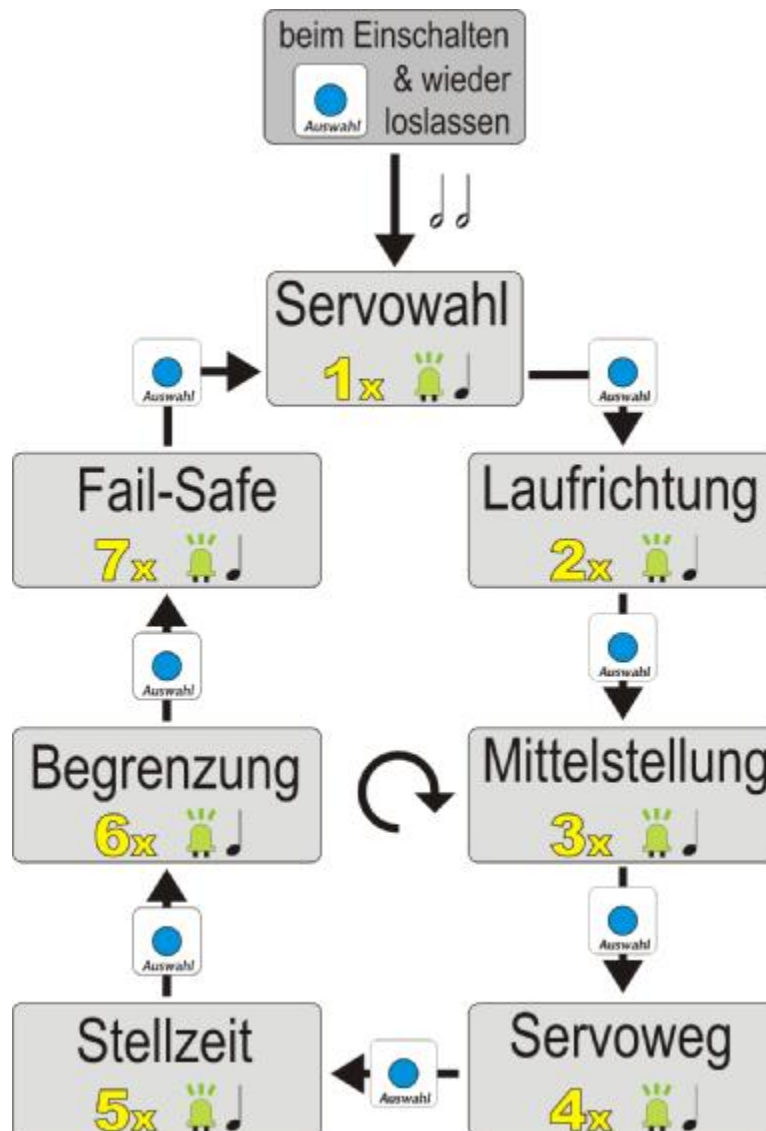 beim Einschalten
& wieder
Auswahl loslassen
Servowahl
1x
Auswahl
Auswahl
Fail-Safe
7x
Laufrichtung
2x
Auswahl
Auswahl
Begrenzung
6x
Mittelstellung
3x
Auswahl
Auswahl
Stellzeit
5x
Auswahl
Servoweg
4x